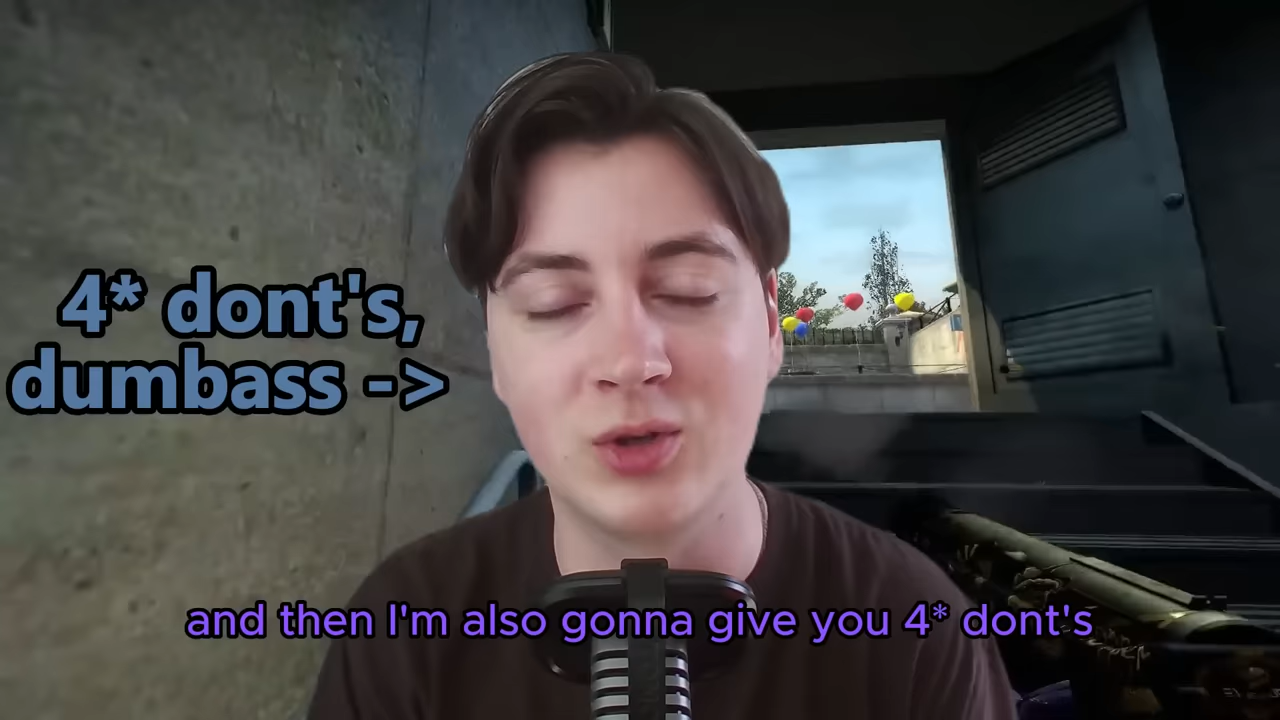 4* dont's,
dumbass ->
and then I'm also gonna give you 4* dont's